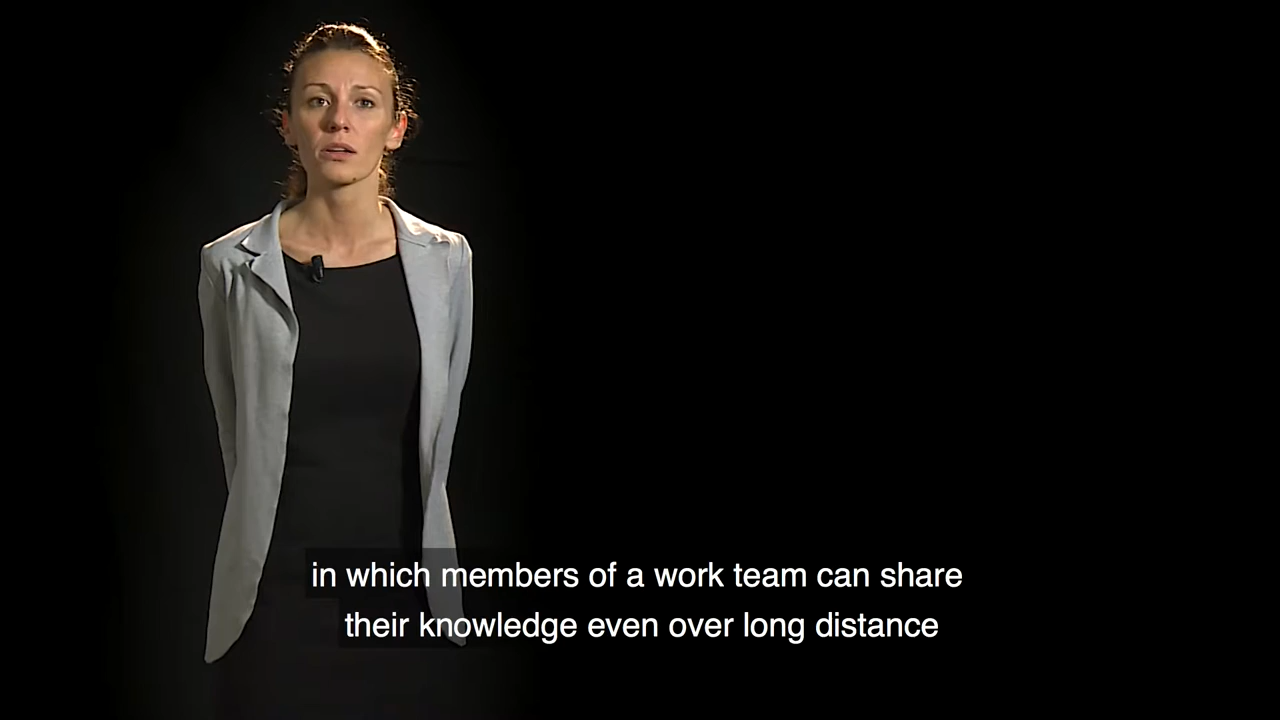 in which members of a work team can share
their knowledge even over long distance